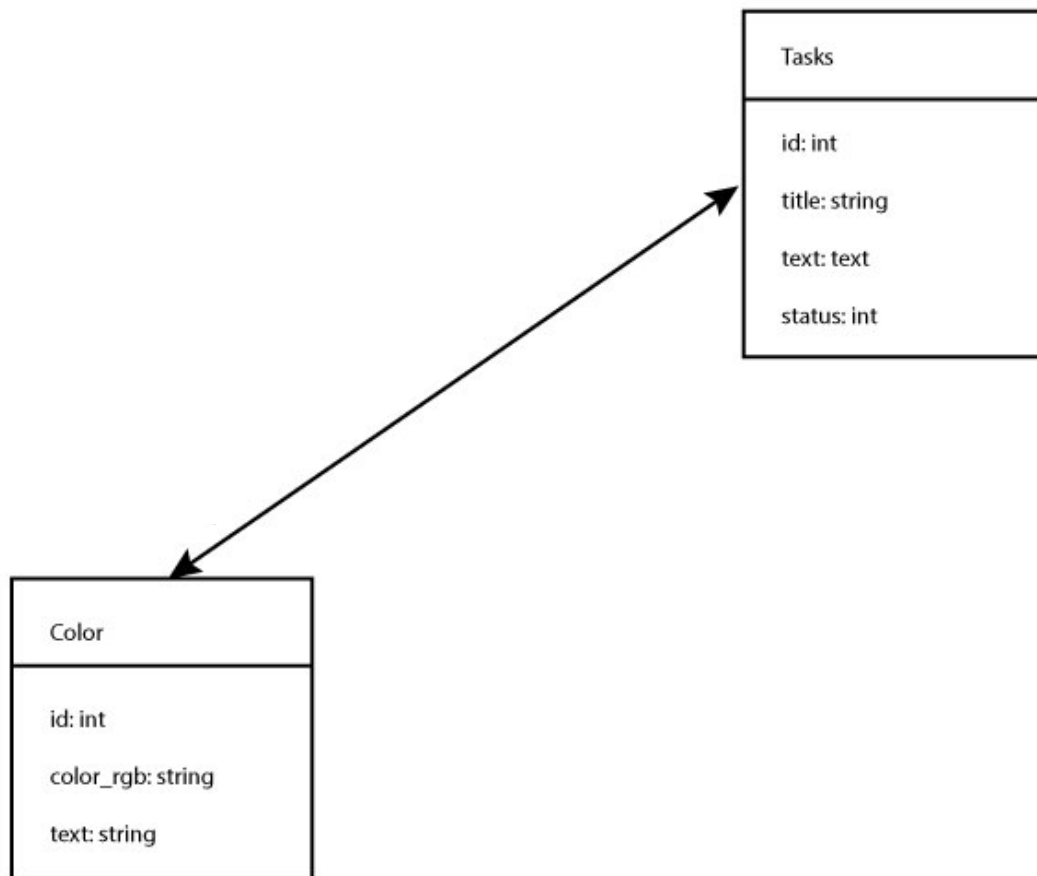 Tasks
id: int
title: string
text: text
status: int
Color
id: int
color_rgb: string
text: string